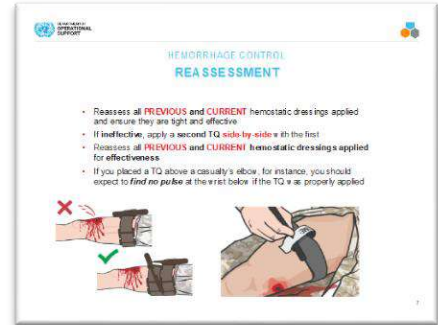 DEPARTMENT OF
OPERATIONAL
SUPPORT
HEMORRHAGE CONTROL
REASSESSMENT
• Reassess all PREVIOUS and CURRENT hemostatic dressings applied
and ensure they are tight and effective
• If ineffective, apply a second TQ side-by-side with the first
• Reassess all PREVIOUS and CURRENT hemostatic dressings applied
for effectiveness
• If you placed a TQ above a casualty's elbow, for instance, you should
expect to find no pulse at the wrist below if the TQ was properly applied
7